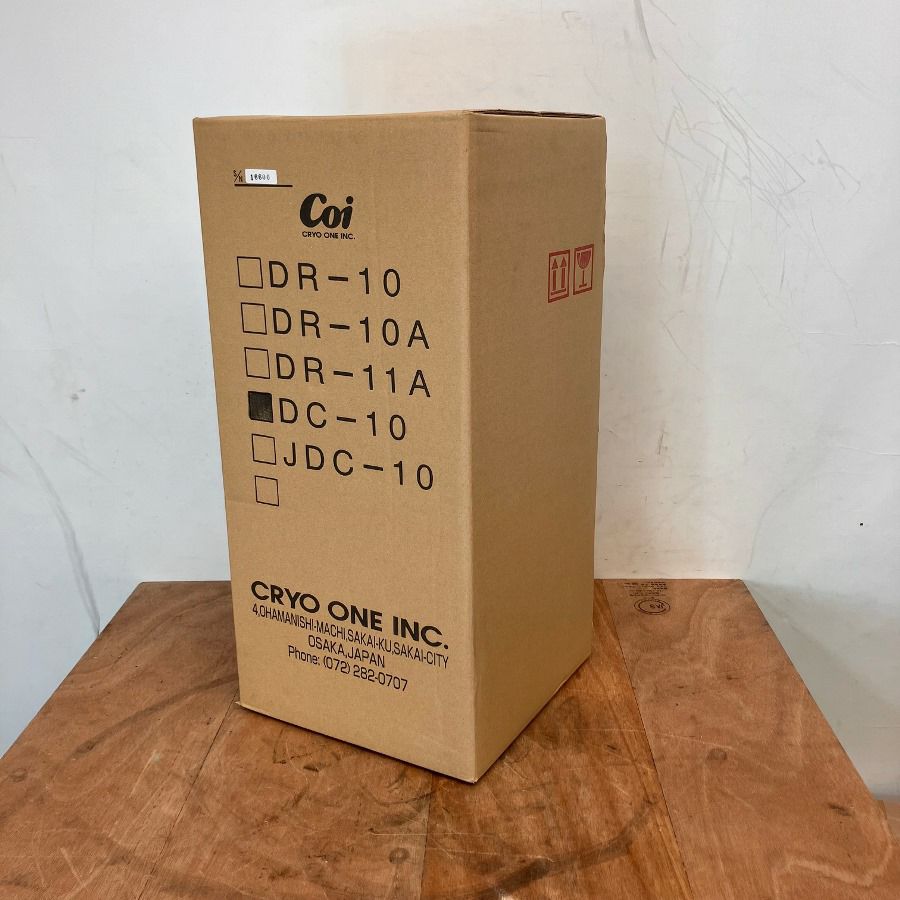 S/N
Coi
CRYO ONE INC.
DR-10
DR-10A
DR-11A
DC-10
JDC-10
CRYO ONE INC.
4,OHAMANISHI-MACHI,SAKAI-KU,SAKAI-CITY
OSAKA,JAPAN
Phone: (072) 282-0707